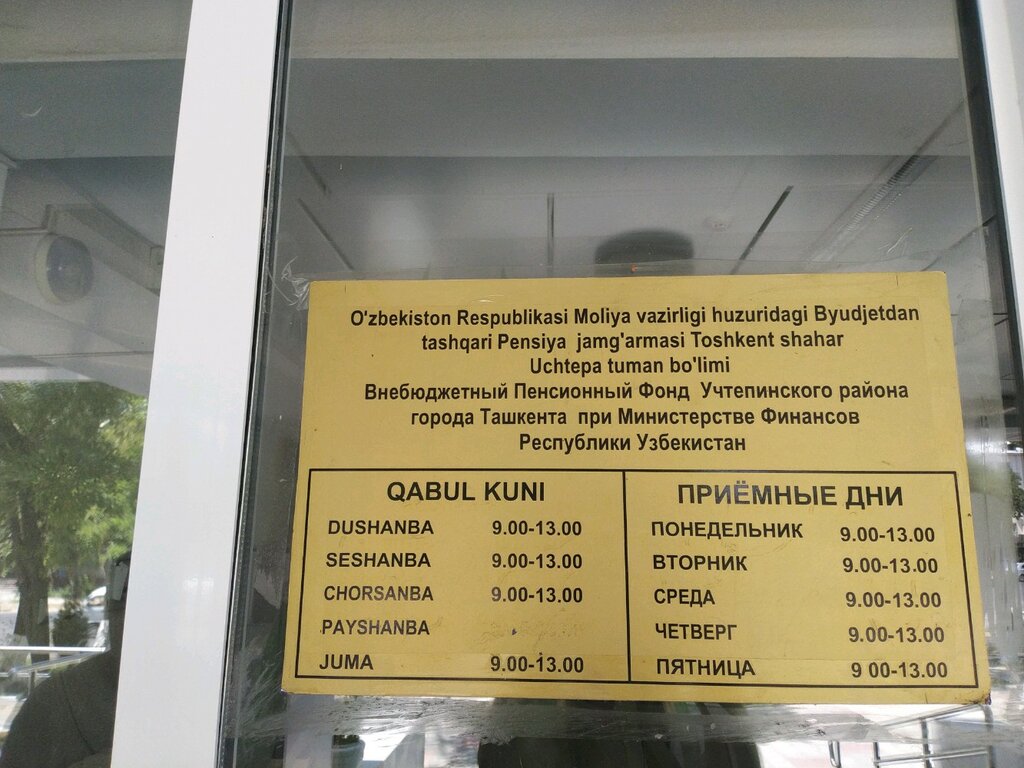 O'zbekiston Respublikasi Moliya vazirligi huzuridagi Byudjetdan
tashqari Pensiya jamg'armasi Toshkent shahar
Uchtepa tuman bo'limi
Внебюджетный Пенсионный Фонд Учтепинского района
города Ташкента при Министерстве Финансов
Республики Узбекистан
QABUL KUNI
DUSHANBA 9.00-13.00
SESHANBA 9.00-13.00
CHORSANBA 9.00-13.00
PAYSHANBA
JUMA 9.00-13.00
ПРИЁМНЫЕ ДНИ
ПОНЕДЕЛЬНИК 9.00-13.00
ВТОРНИК 9.00-13.00
СРЕДА 9.00-13.00
ЧЕТВЕРГ 9.00-13.00
ПЯТНИЦА 9 00-13.00